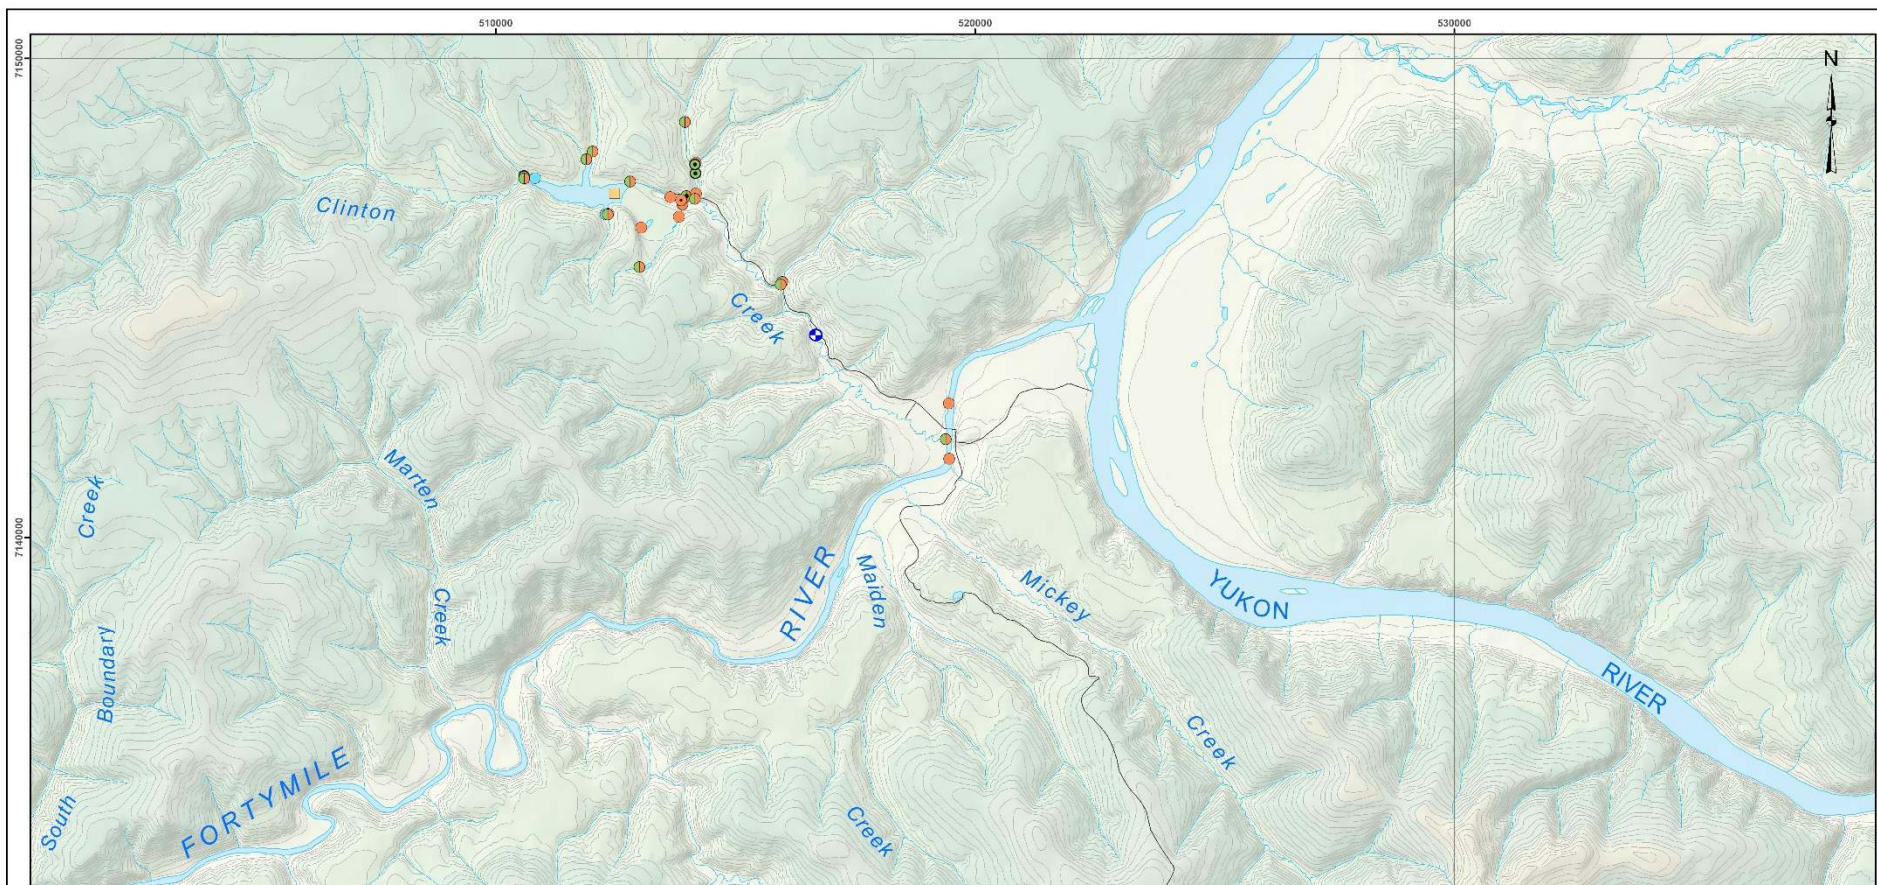 510000
520000
530000
7150000
N
Clinton
Creek
Marten
Creek
7140000
Creek
RIVER
Maiden
Mickey
YUKON
Creek
Boundary
RIVER
Creek
FORTYMILE
South
Creek